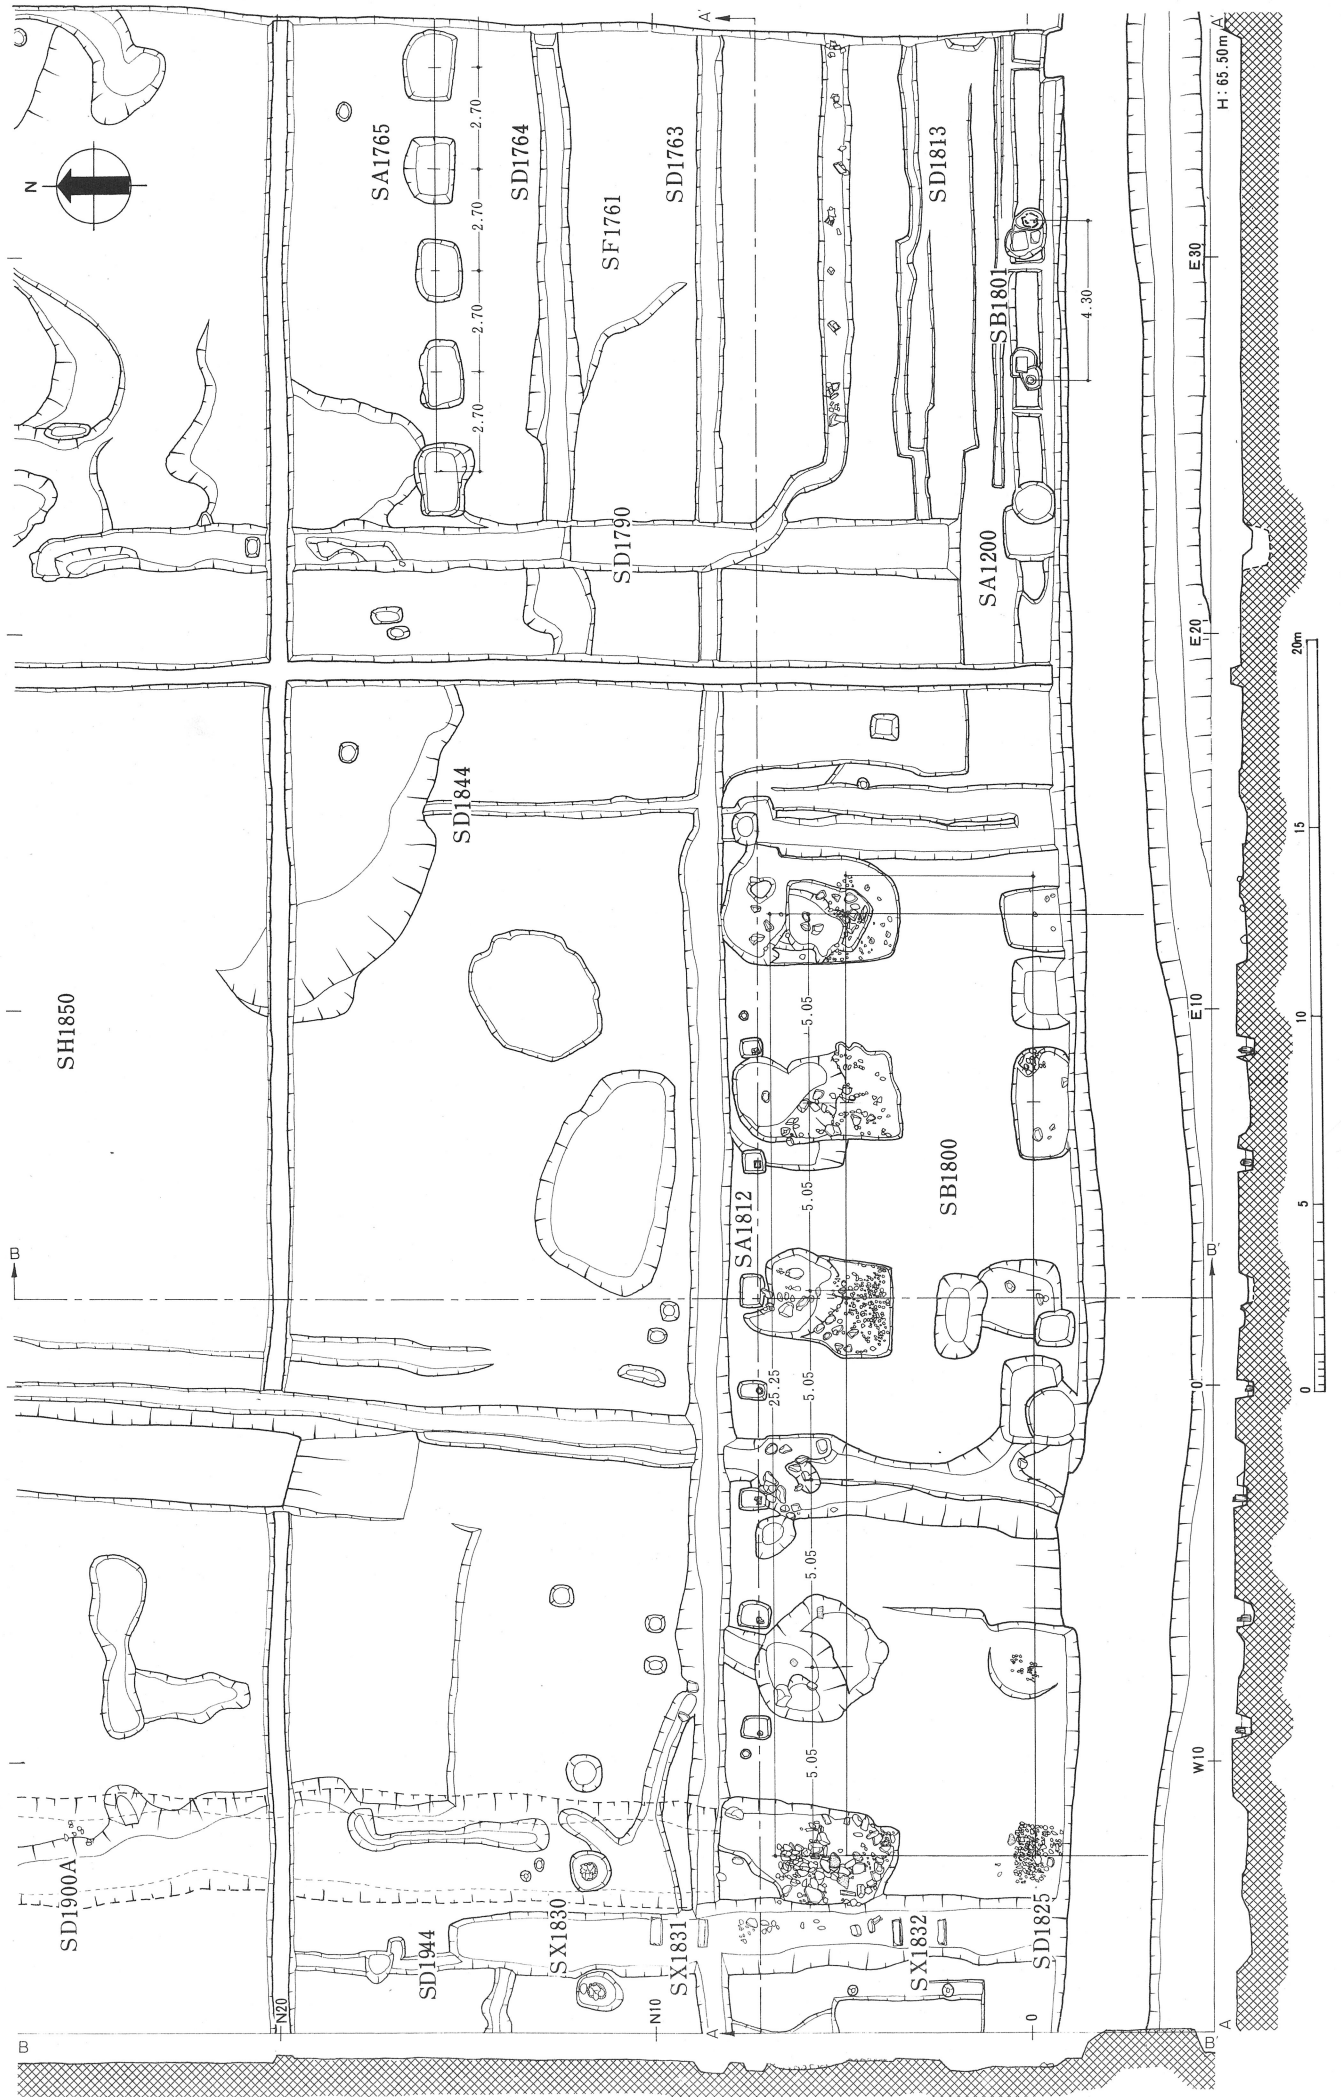 N
SA1765
2.70
2.70
2.70
2.70
SD1764
SF1761
SD1763
A'
SD1813
SB1801
4.30
E30
H: 65.50m
A'
SD1790
SA1200
E20
20m
SD1844
15
SH1850
5.05
E10
10
SB1800
5.05
SA1812
5
B
B'
25.25
5.05
0
0
5.05
5.05
W10
SD1900A
SD1944
SX1830
SX1831
SX1832
SD1825
N20
N10
A
0
A
B
B'